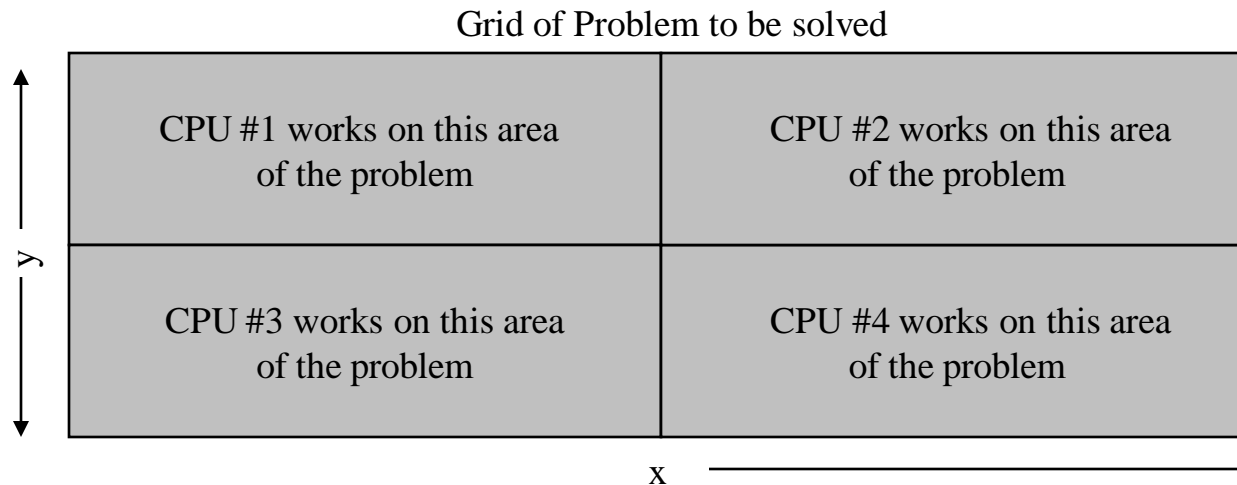 Grid of Problem to be solved
CPU #1 works on this area
of the problem
CPU #2 works on this area
of the problem
y
CPU #3 works on this area
of the problem
CPU #4 works on this area
of the problem
x